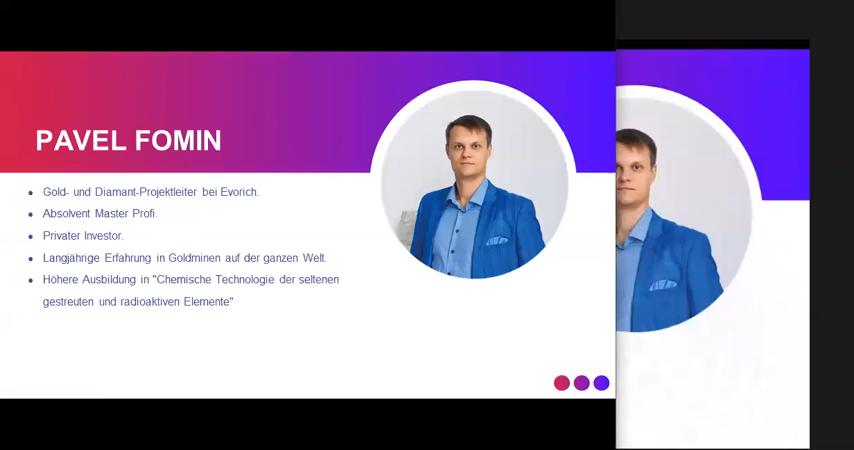 PAVEL FOMIN
Gold- und Diamant-Projektleiter bei Evorich.
Absolvent Master Profi.
Privater Investor.
Langjährige Erfahrung in Goldminen auf der ganzen Welt.
Höhere Ausbildung in "Chemische Technologie der seltenen
gestreuten und radioaktiven Elemente"